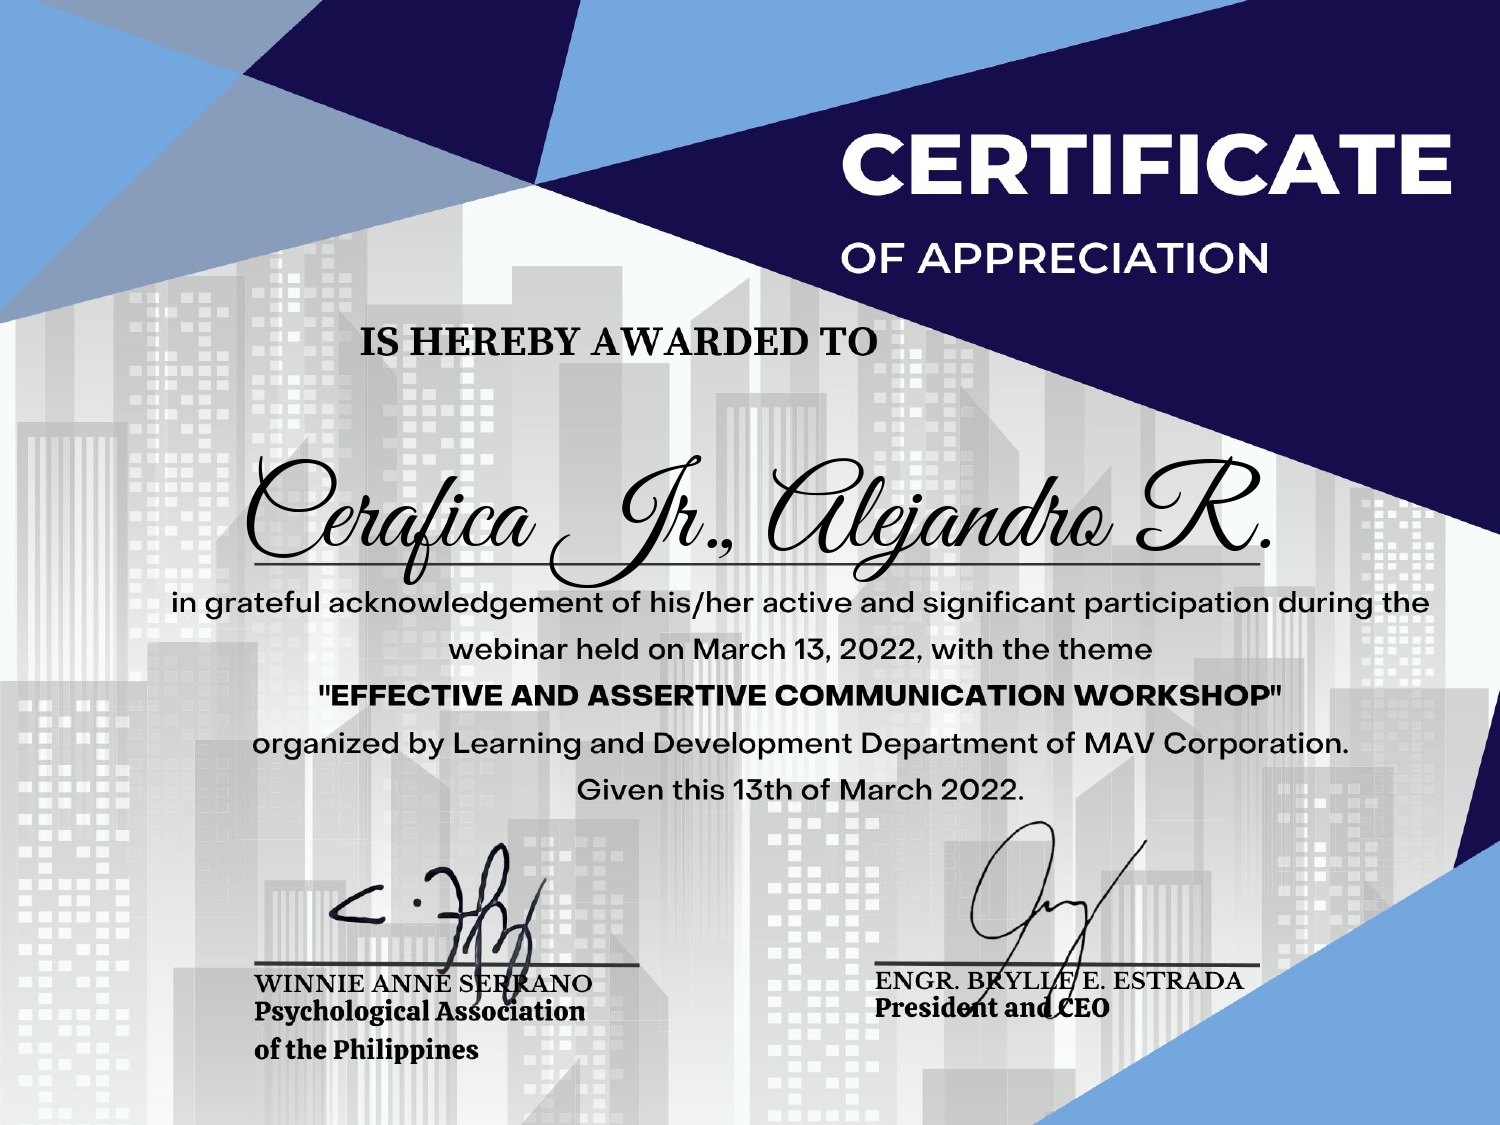 CERTIFICATE
OF APPRECIATION
IS HEREBY AWARDED TO
Cerafica Jr., Alejandro R.
in grateful acknowledgement of his/her active and significant participation during the
webinar held on March 13, 2022, with the theme
"EFFECTIVE AND ASSERTIVE COMMUNICATION WORKSHOP"
organized by Learning and Development Department of MAV Corporation.
Given this 13th of March 2022.
WINNIE ANNE SERRANO
Psychological Association
of the Philippines
ENGR. BRYLLE E. ESTRADA
President and CEO